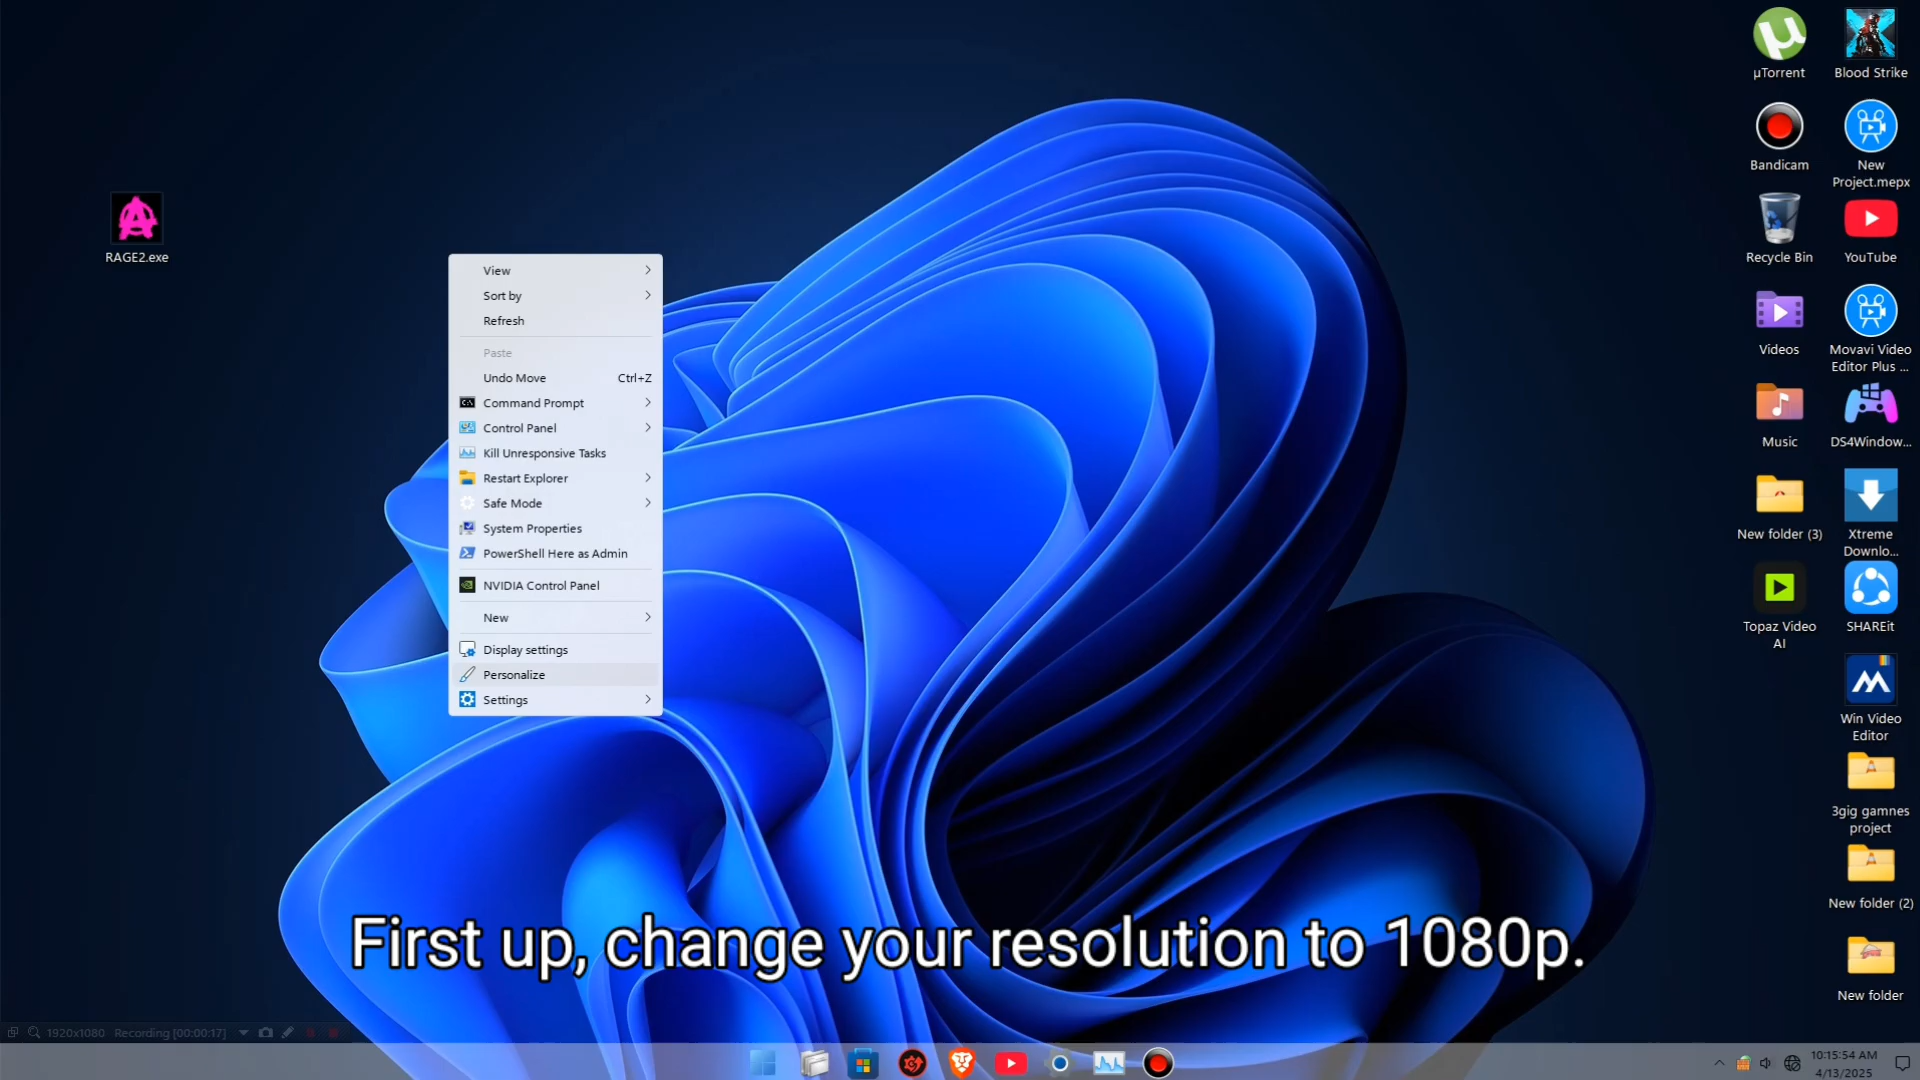 µTorrent
Blood Strike
Bandicam
New
Project.mepx
RAGE2.exe
Recycle Bin
YouTube
View
Sort by
Refresh
Paste
Undo Move Ctrl+Z
Command Prompt
Control Panel
Kill Unresponsive Tasks
Restart Explorer
Safe Mode
System Properties
PowerShell Here as Admin
NVIDIA Control Panel
New
Display settings
Personalize
Settings
Videos
Movavi Video
Editor Plus ...
Music
DS4Window...
New folder (3)
Xtreme
Downlo...
Topaz Video
AI
SHAREit
Win Video
Editor
3gig gamnes
project
New folder (2)
New folder
First up, change your resolution to 1080p.
1920x1080 Recording [00:00:17]
10:15:54 AM
4/13/2025